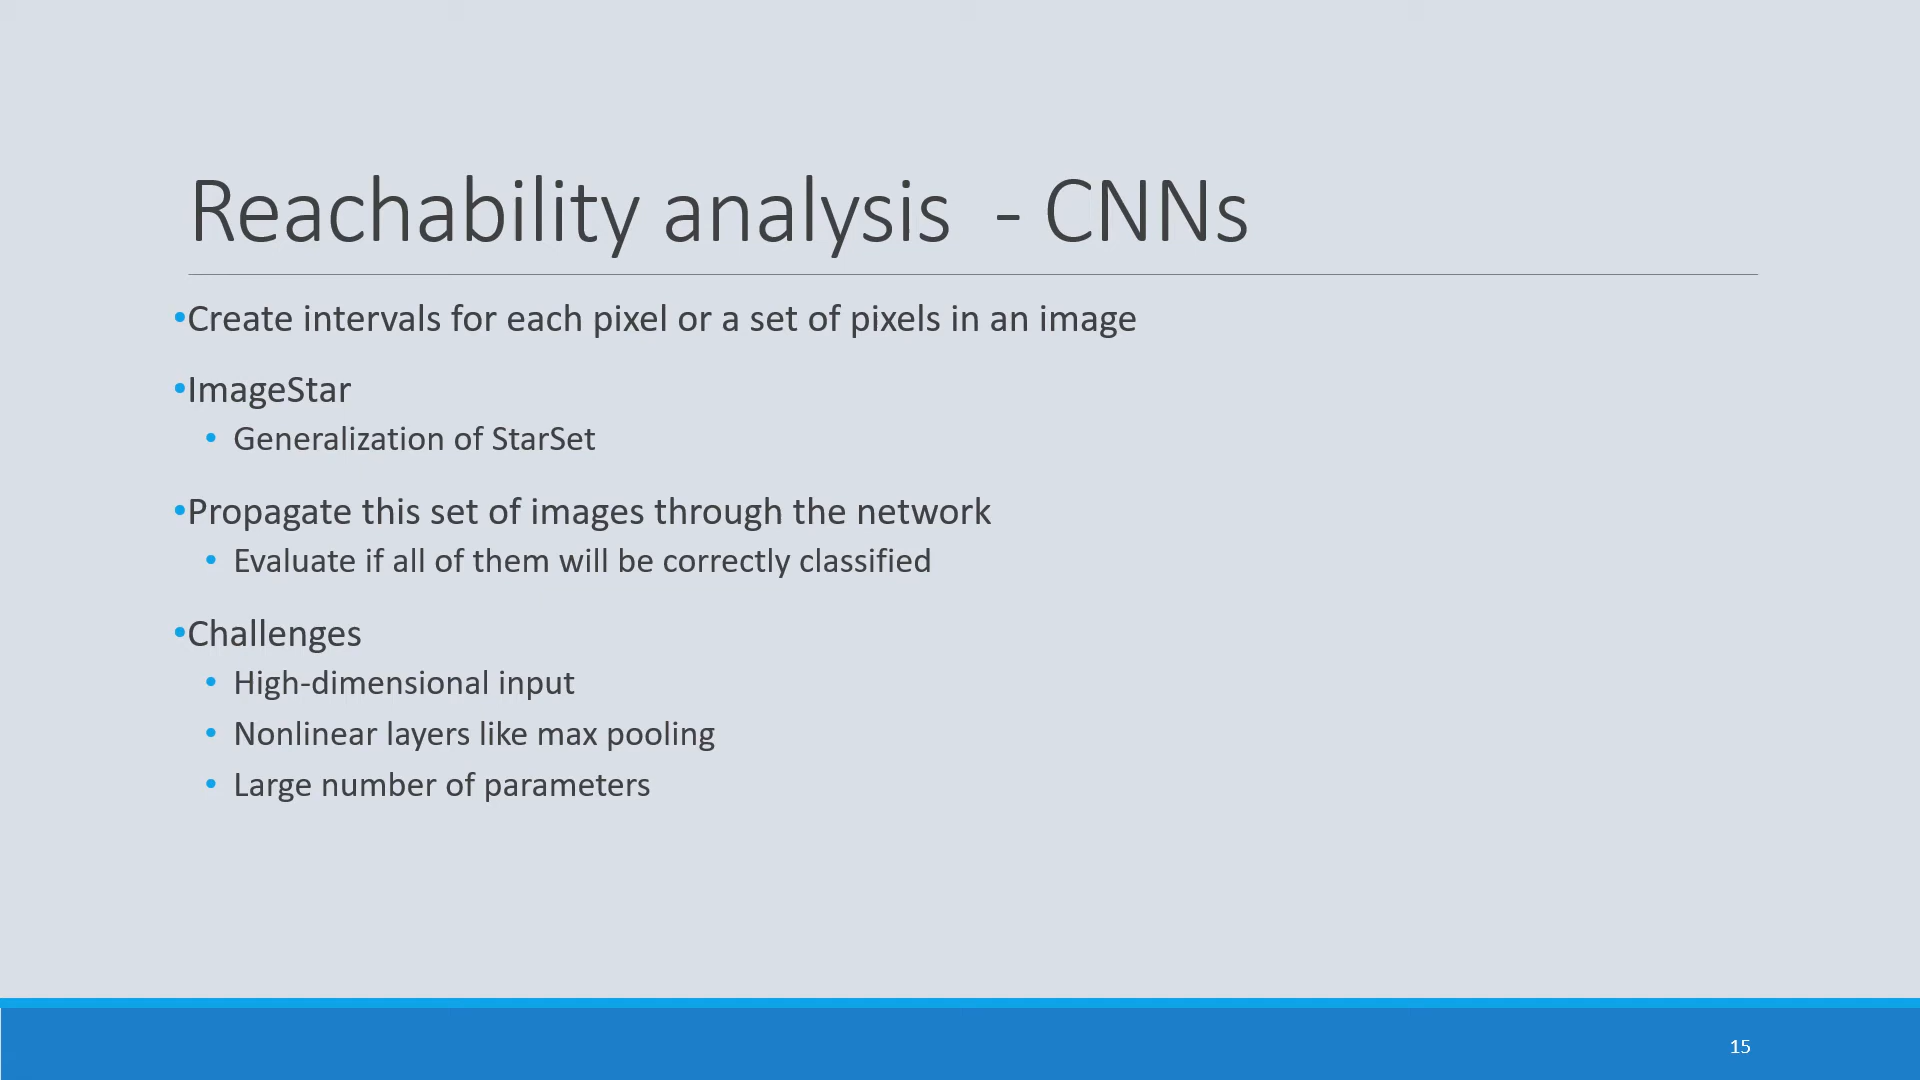 Reachability analysis - CNNs
•Create intervals for each pixel or a set of pixels in an image
•ImageStar
• Generalization of StarSet
•Propagate this set of images through the network
• Evaluate if all of them will be correctly classified
•Challenges
• High-dimensional input
• Nonlinear layers like max pooling
• Large number of parameters
15